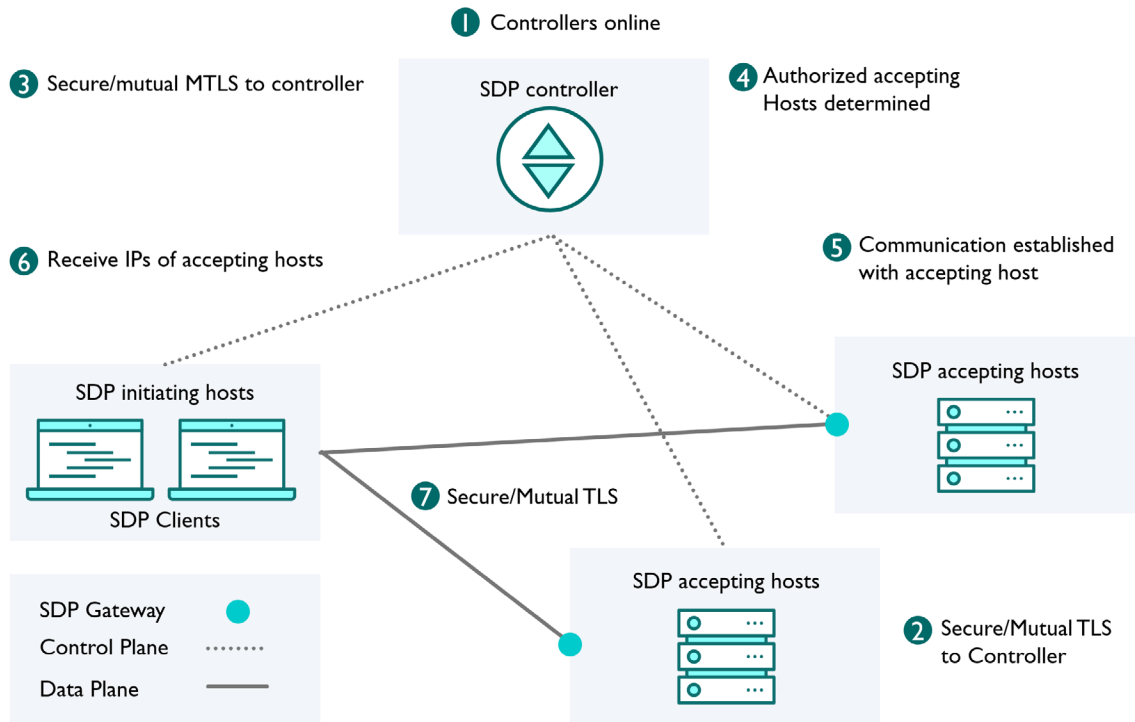 1 Controllers online
3 Secure/mutual MTLS to controller
SDP controller
4 Authorized accepting
Hosts determined
6 Receive IPs of accepting hosts
5 Communication established
with accepting host
SDP initiating hosts
SDP Clients
SDP accepting hosts
7 Secure/Mutual TLS
SDP accepting hosts
2 Secure/Mutual TLS
to Controller
SDP Gateway
Control Plane
Data Plane